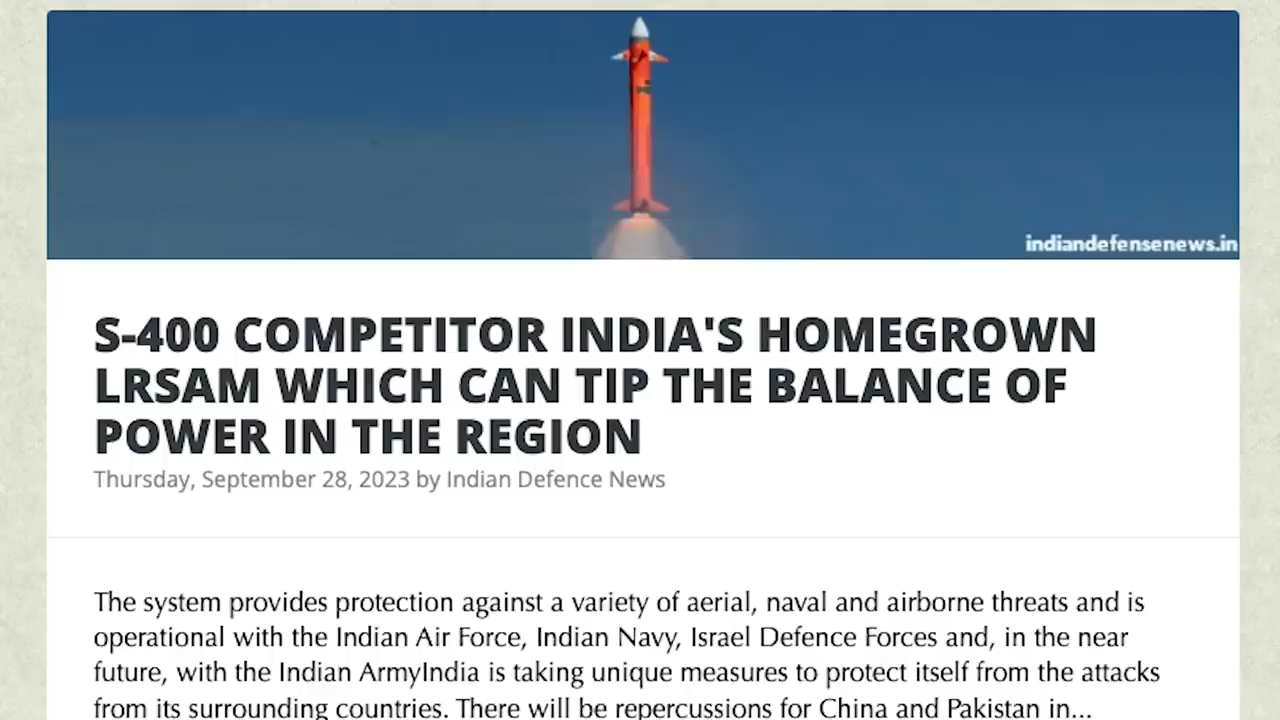 indiandefensenews.in
S-400 COMPETITOR INDIA'S HOMEGROWN
LRSAM WHICH CAN TIP THE BALANCE OF
POWER IN THE REGION
Thursday, September 28, 2023 by Indian Defence News
The system provides protection against a variety of aerial, naval and airborne threats and is
operational with the Indian Air Force, Indian Navy, Israel Defence Forces and, in the near
future, with the Indian ArmyIndia is taking unique measures to protect itself from the attacks
from its surrounding countries. There will be repercussions for China and Pakistan in...